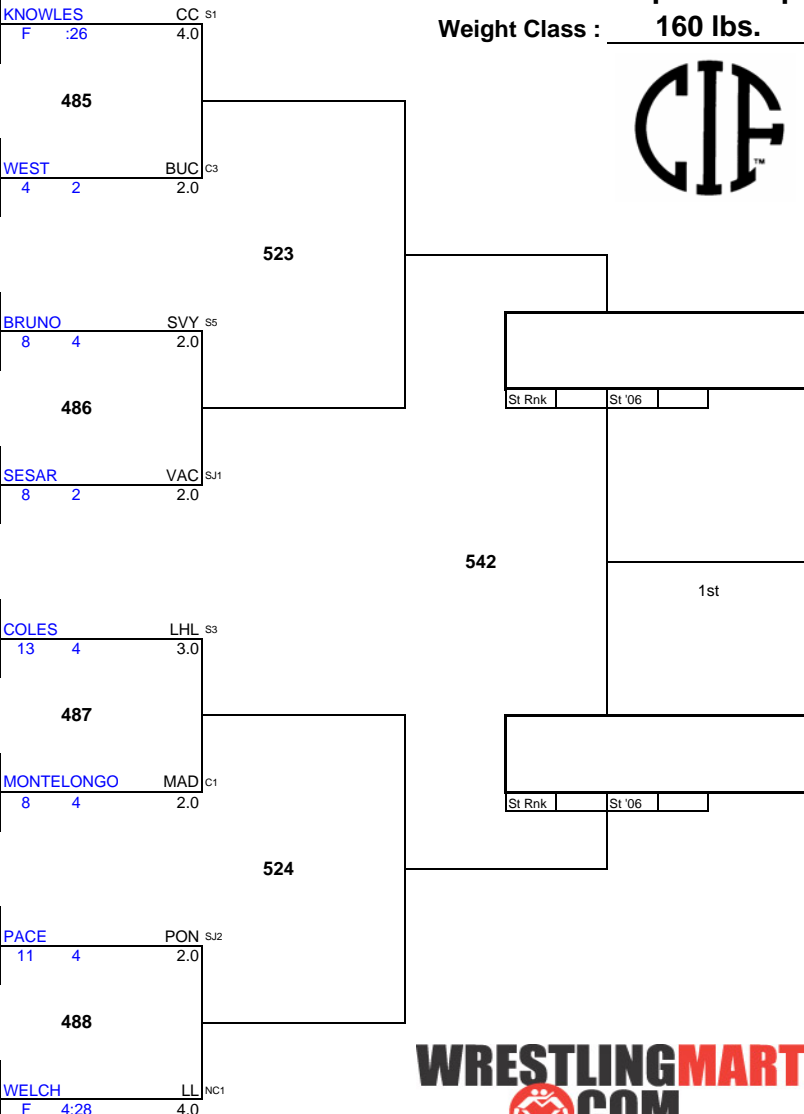 KNOWLES CC S1
F :26 4.0
Weight Class : 160 lbs.
CIF™
485
WEST BUC C3
4 2 2.0
523
BRUNO SVY S5
8 4 2.0
486
St Rnk St '06
SESAR VAC SJ1
8 2 2.0
542
1st
COLES LHL S3
13 4 3.0
487
MONTELONGO MAD C1
8 4 2.0
St Rnk St '06
524
PACE PON SJ2
11 4 2.0
488
WRESTLINGMART
WELCH LL NC1
.COM
F 4:28 4.0